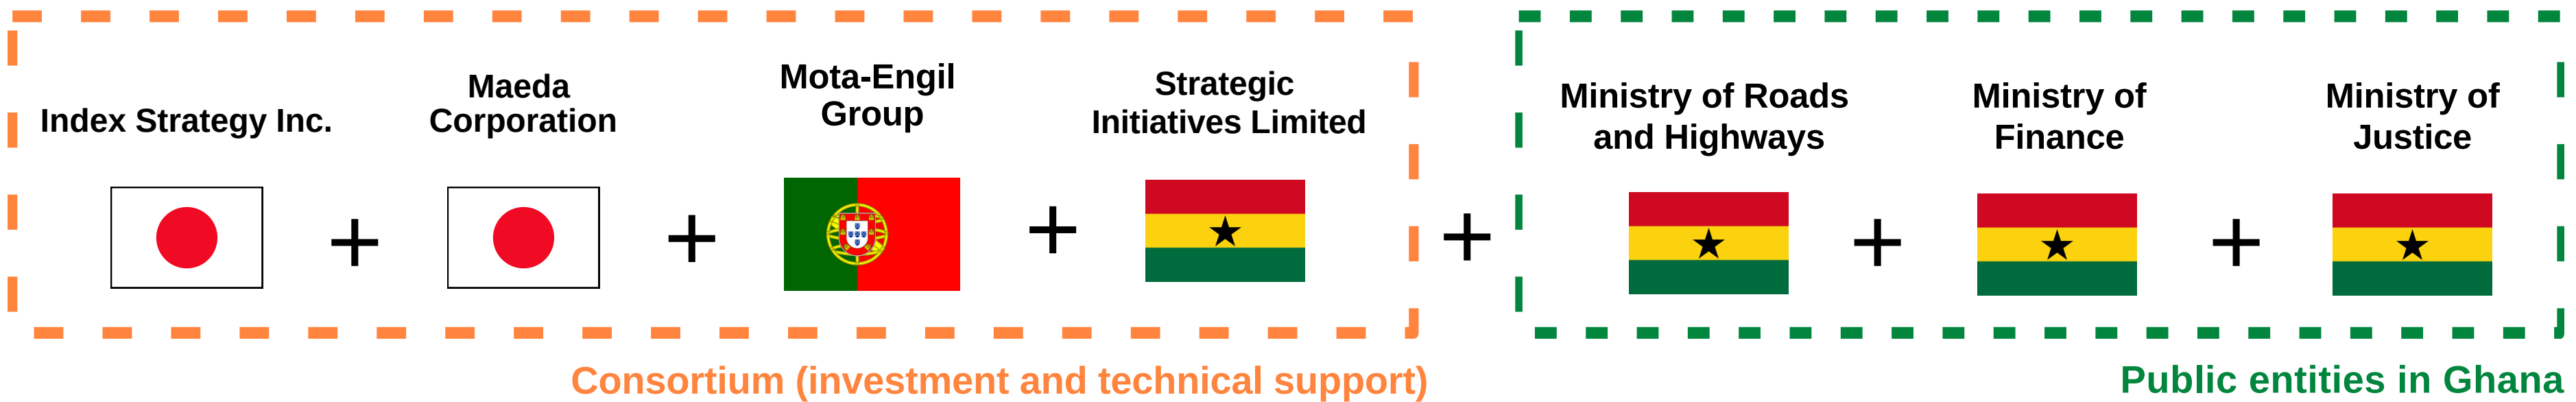 Index Strategy Inc.
Maeda
Corporation
Mota-Engil
Group
Strategic
Initiatives Limited
Ministry of Roads
and Highways
Ministry of
Finance
Ministry of
Justice
Consortium (investment and technical support)
Public entities in Ghana